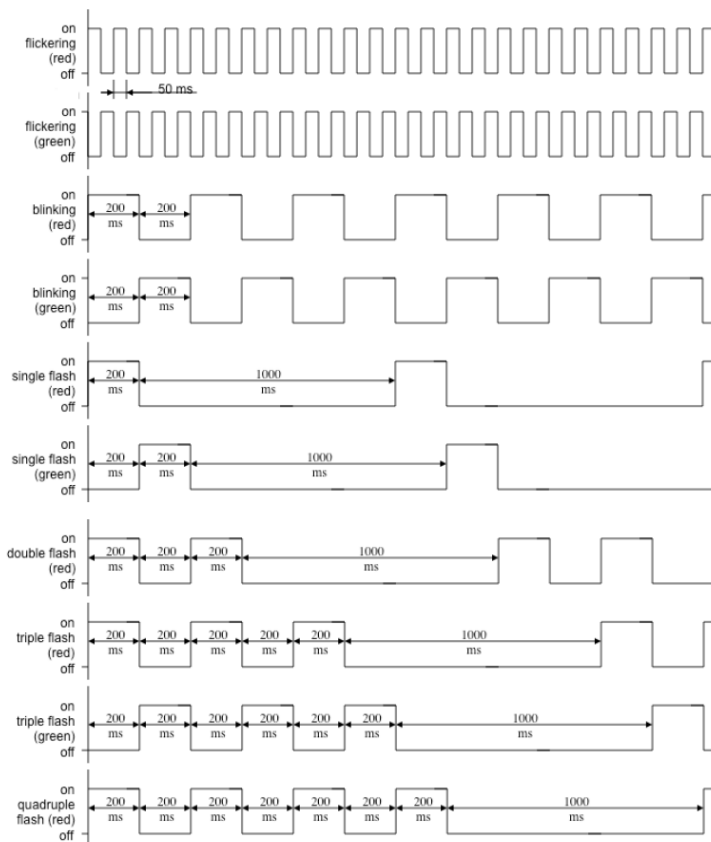 on
flickering
(red)
off
50 ms
on
flickering
(green)
off
on
blinking
(red)
off
200 200
ms ms
on
blinking
(green)
off
200 200
ms ms
on
single flash
(red)
off
200 1000
ms ms
on
single flash
(green)
off
200 200 1000
ms ms ms
on
double flash
(red)
off
200 200 200 1000
ms ms ms ms
on
triple flash
(red)
off
200 200 200 200 200 1000
ms ms ms ms ms ms
on
triple flash
(green)
off
200 200 200 200 200 200 1000
ms ms ms ms ms ms ms
on
quadruple
flash (red)
off
200 200 200 200 200 200 200 1000
ms ms ms ms ms ms ms ms